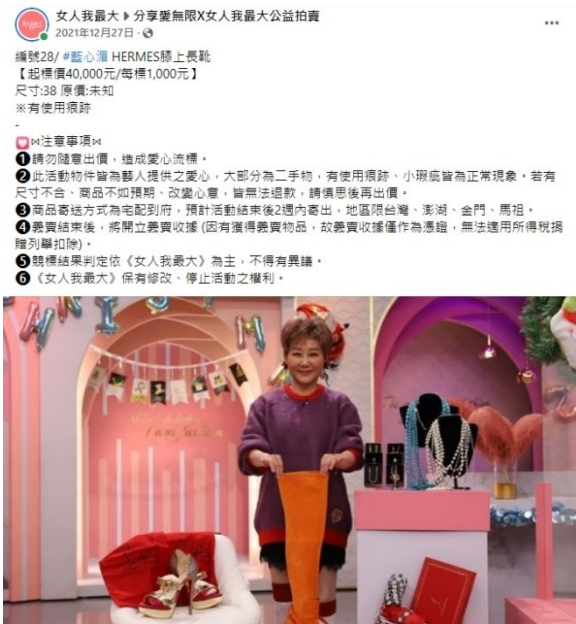 女人我最大 ▶ 分享愛無限X女人我最大公益拍賣
2021年12月27日 ·
編號28/ #藍心湄 HERMES膝上長靴
【起標價40,000元/每標1,000元】
尺寸:38 原價:未知
※有使用痕跡
-
💟⋈注意事項⋈
❶請勿隨意出價，造成愛心流標。
❷此活動物件皆為藝人提供之愛心，大部分為二手物，有使用痕跡、小瑕疵皆為正常現象。若有
尺寸不合、商品不如預期、改變心意，皆無法退款，請慎思後再出價。
❸商品寄送方式為宅配到府，預計活動結束後2週內寄出，地區限台灣、澎湖、金門、馬祖。
❹義賣結束後，將開立義賣收據 (因有獲得義賣物品，故義賣收據僅作為憑證，無法適用所得稅捐
贈列舉扣除)。
❺競標結果判定依《女人我最大》為主，不得有異議。
❻《女人我最大》保有修改、停止活動之權利。